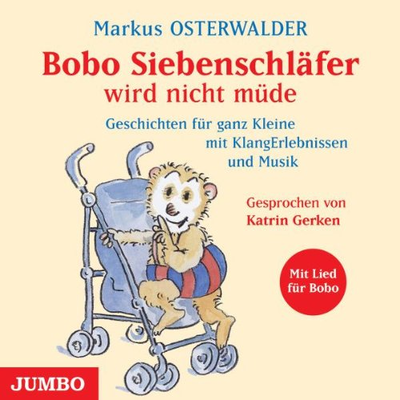 Markus OSTERWALDER
Bobo Siebenschläfer
wird nicht müde
Geschichten für ganz Kleine
mit KlangErlebnissen
und Musik
Gesprochen von
Katrin Gerken
Mit Lied
für Bobo
JUMBO